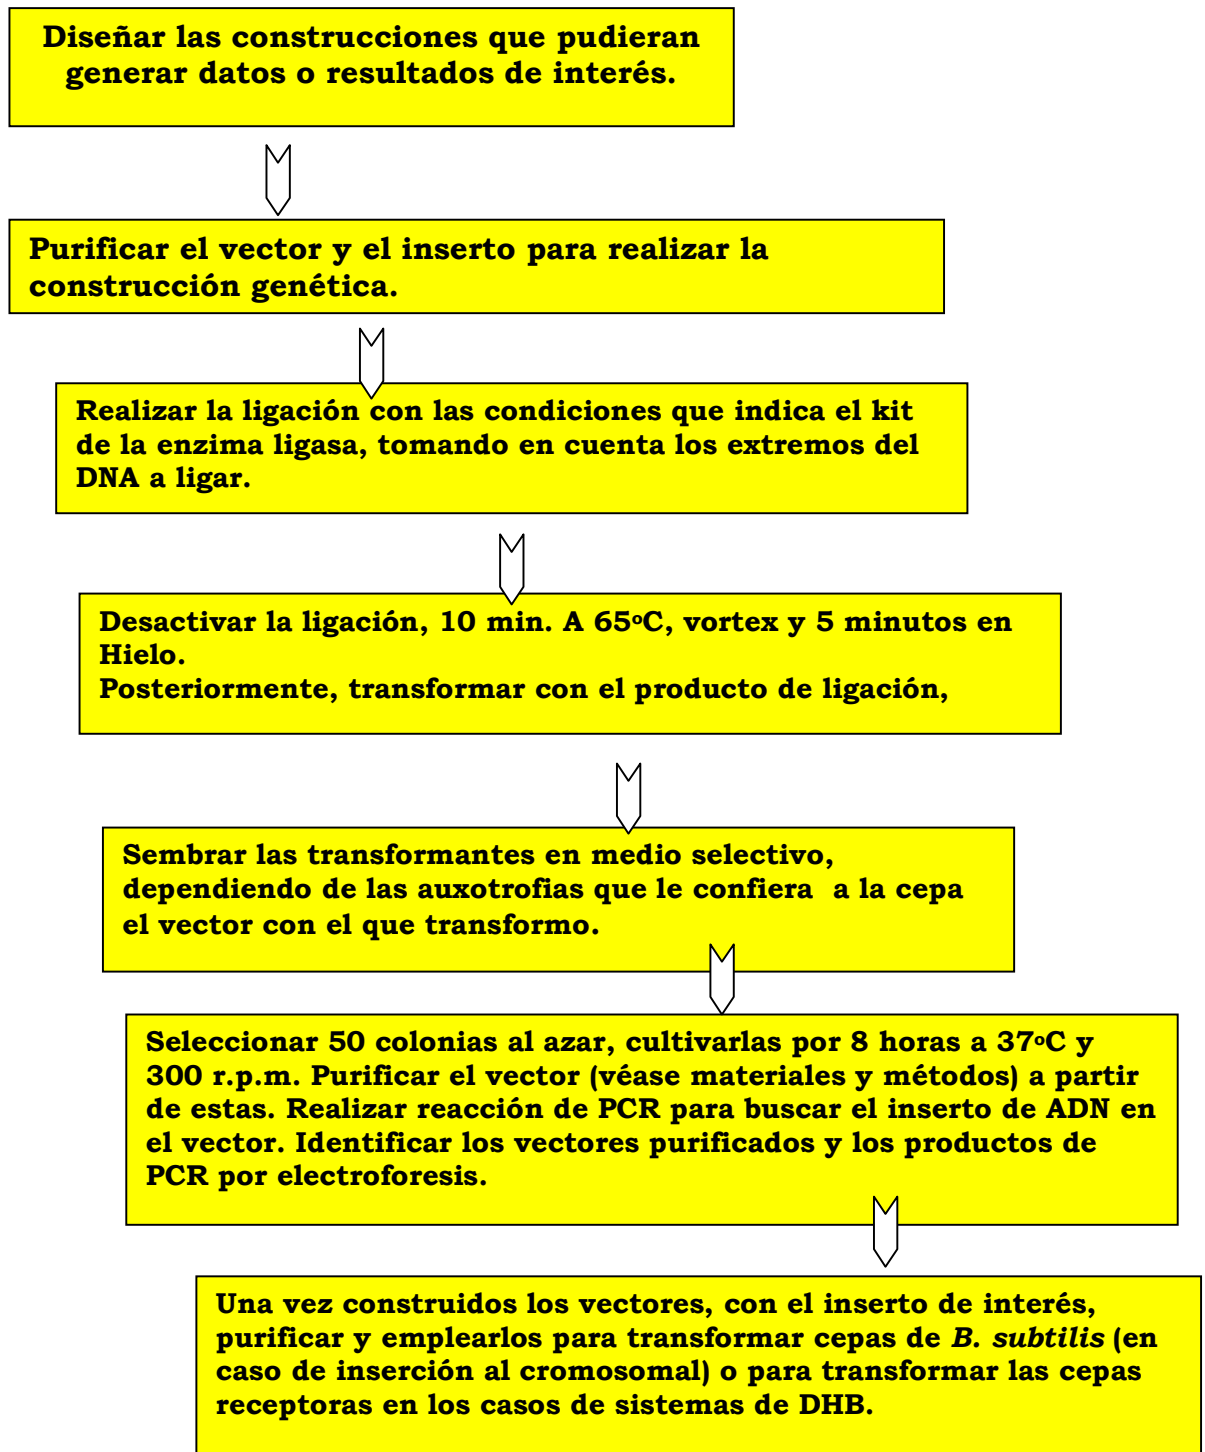 Diseñar las construcciones que pudieran
generar datos o resultados de interés.
Purificar el vector y el inserto para realizar la
construcción genética.
Realizar la ligación con las condiciones que indica el kit
de la enzima ligasa, tomando en cuenta los extremos del
DNA a ligar.
Desactivar la ligación, 10 min. A 65ºC, vortex y 5 minutos en
Hielo.
Posteriormente, transformar con el producto de ligación,
Sembrar las transformantes en medio selectivo,
dependiendo de las auxotrofias que le confiera a la cepa
el vector con el que transformo.
Seleccionar 50 colonias al azar, cultivarlas por 8 horas a 37ºC y
300 r.p.m. Purificar el vector (véase materiales y métodos) a partir
de estas. Realizar reacción de PCR para buscar el inserto de ADN en
el vector. Identificar los vectores purificados y los productos de
PCR por electroforesis.
Una vez construidos los vectores, con el inserto de interés,
purificar y emplearlos para transformar cepas de B. subtilis (en
caso de inserción al cromosomal) o para transformar las cepas
receptoras en los casos de sistemas de DHB.